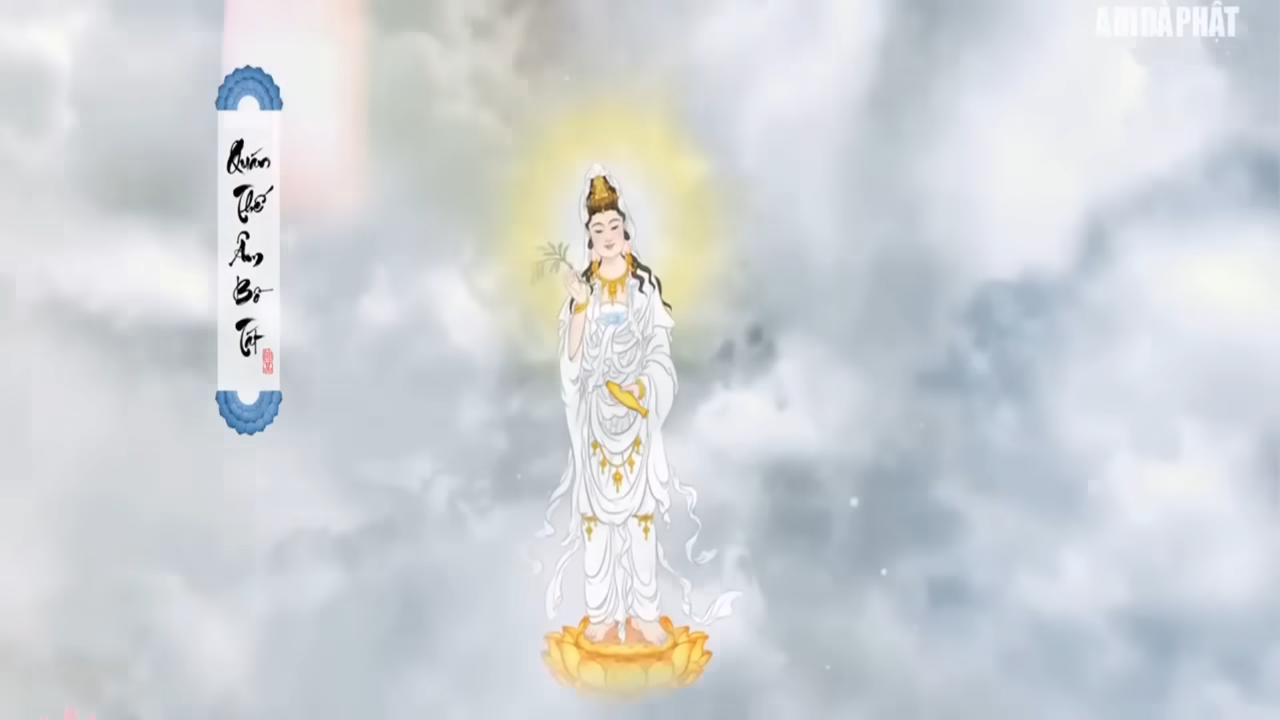 A DI ĐÀ PHẬT
Quán
Thế
Âm
Bồ
Tát